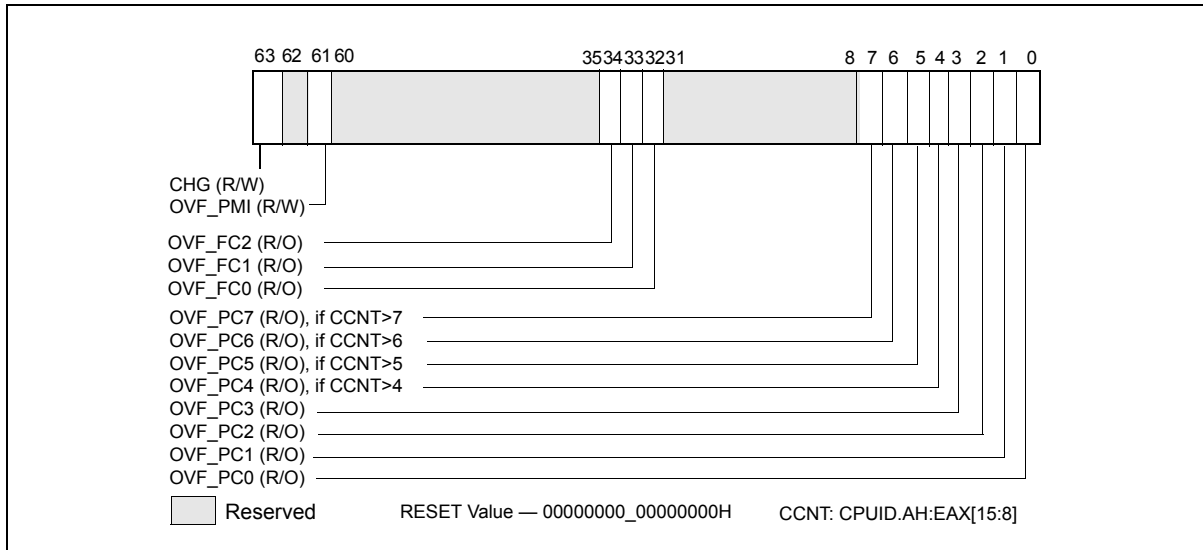 63 62 61 60 35 34 33 32 31 8 7 6 5 4 3 2 1 0
CHG (R/W)
OVF_PMI (R/W)
OVF_FC2 (R/O)
OVF_FC1 (R/O)
OVF_FC0 (R/O)
OVF_PC7 (R/O), if CCNT>7
OVF_PC6 (R/O), if CCNT>6
OVF_PC5 (R/O), if CCNT>5
OVF_PC4 (R/O), if CCNT>4
OVF_PC3 (R/O)
OVF_PC2 (R/O)
OVF_PC1 (R/O)
OVF_PC0 (R/O)
Reserved RESET Value — 00000000_00000000H CCNT: CPUID.AH:EAX[15:8]